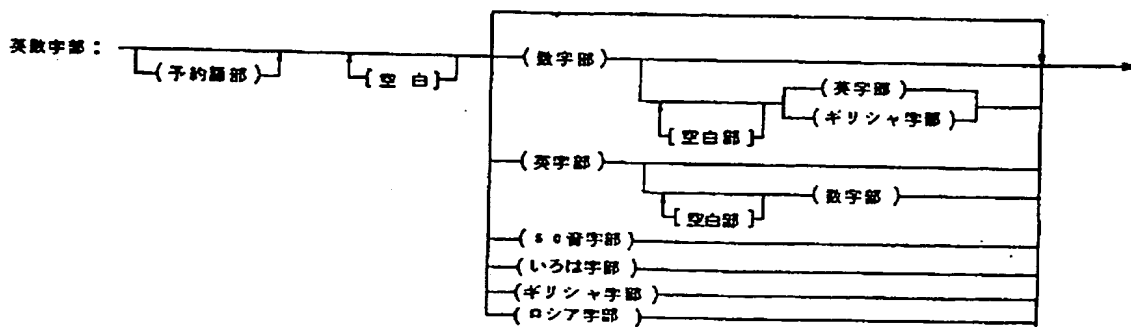 英数字部：
(予約語部)
[空　白]
(数字部)
(英字部)
[空白部]
(ギリシャ字部)
(英字部)
[空白部]
(数字部)
(５０音字部)
(いろは字部)
(ギリシャ字部)
(ロシア字部)